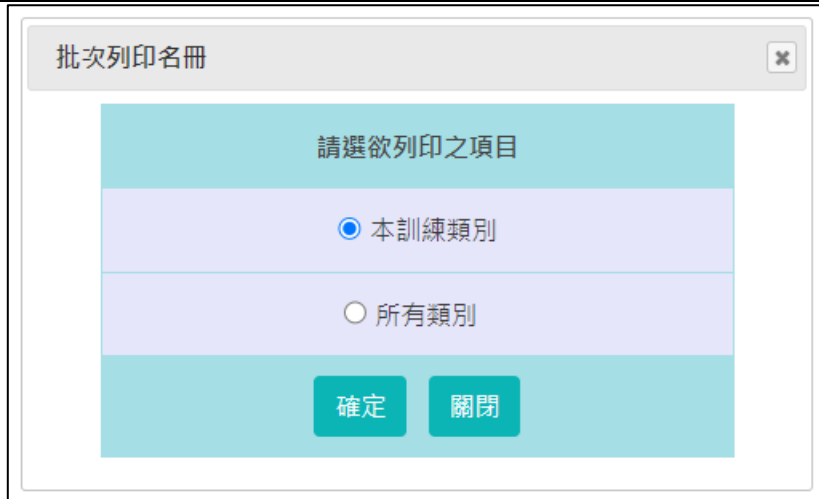 批次列印名冊
請選欲列印之項目
本訓練類別
所有類別
確定 關閉